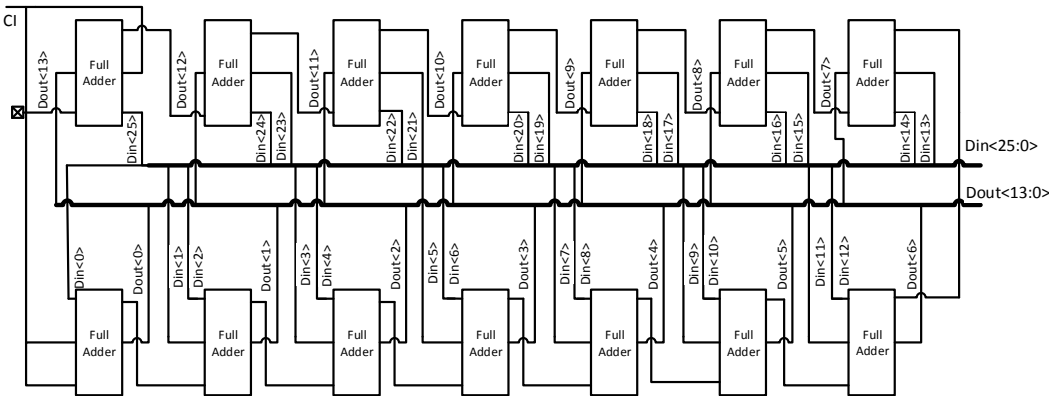 CI
Dout<13>
Full
Adder
Dout<12>
Full
Adder
Dout<11>
Full
Adder
Dout<10>
Full
Adder
Dout<9>
Full
Adder
Dout<8>
Full
Adder
Dout<7>
Full
Adder
Din<25>
Din<24>
Din<23>
Din<22>
Din<21>
Din<20>
Din<19>
Din<18>
Din<17>
Din<16>
Din<15>
Din<14>
Din<13>
Din<25:0>
Dout<13:0>
Din<0>
Dout<0>
Din<1>
Din<2>
Dout<1>
Din<3>
Din<4>
Dout<2>
Din<5>
Din<6>
Dout<3>
Din<7>
Din<8>
Dout<4>
Din<9>
Din<10>
Dout<5>
Din<11>
Din<12>
Dout<6>
Full
Adder
Full
Adder
Full
Adder
Full
Adder
Full
Adder
Full
Adder
Full
Adder